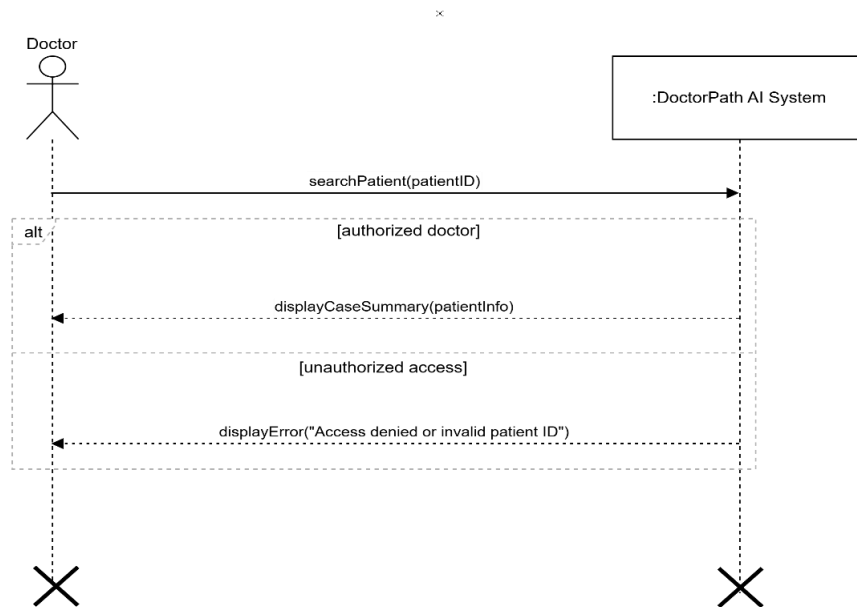 Doctor
:DoctorPath AI System
searchPatient(patientID)
alt
[authorized doctor]
displayCaseSummary(patientInfo)
[unauthorized access]
displayError("Access denied or invalid patient ID")